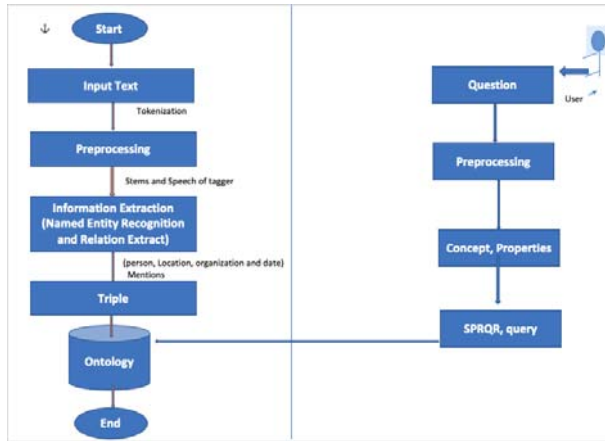 Start
Input Text
Tokenization
Preprocessing
Stems and Speech of tagger
Information Extraction
(Named Entity Recognition
and Relation Extract)
(person, Location, organization and date)
Mentions
Triple
Ontology
End
User
Question
Preprocessing
Concept, Properties
SPRQR, query